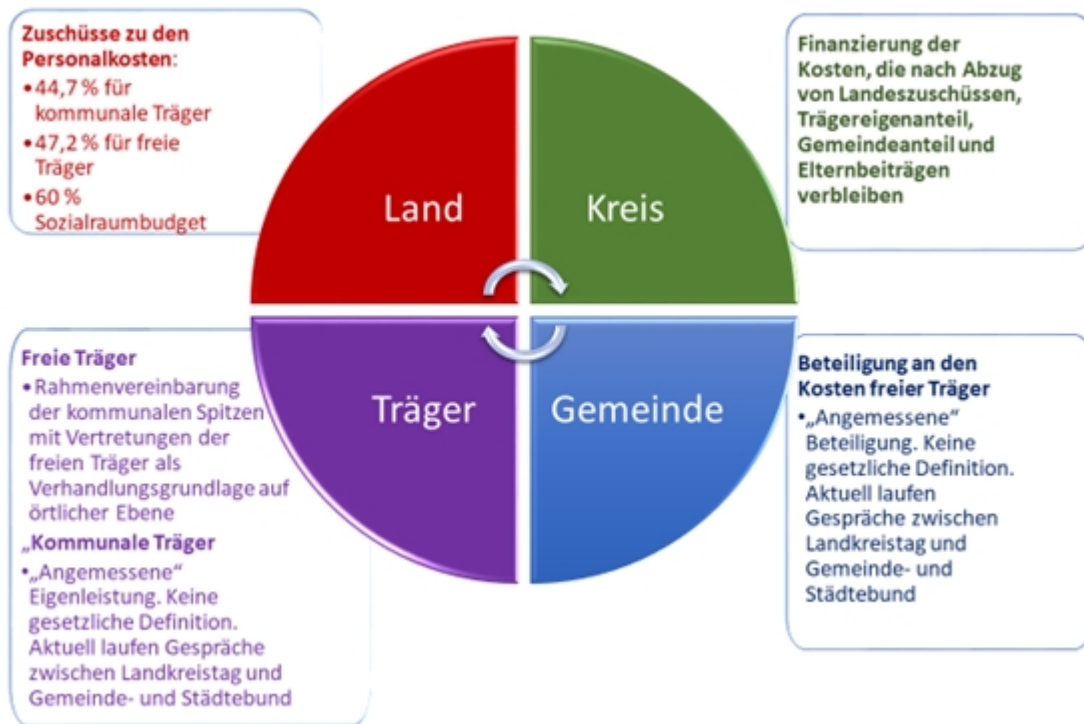 Zuschüsse zu den
Personalkosten:
•44,7 % für
kommunale Träger
•47,2 % für freie
Träger
•60 %
Sozialraumbudget
Land
Kreis
Finanzierung der
Kosten, die nach Abzug
von Landeszuschüssen,
Trägereigenanteil,
Gemeindeanteil und
Elternbeiträgen
verbleiben
Freie Träger
•Rahmenvereinbarung
der kommunalen Spitzen
mit Vertretungen der
freien Träger als
Verhandlungsgrundlage auf
örtlicher Ebene
„Kommunale Träger
•„Angemessene“
Eigenleistung. Keine
gesetzliche Definition.
Aktuell laufen Gespräche
zwischen Landkreistag und
Gemeinde- und Städtebund
Träger
Gemeinde
Beteiligung an den
Kosten freier Träger
•„Angemessene“
Beteiligung. Keine
gesetzliche Definition.
Aktuell laufen
Gespräche zwischen
Landkreistag und
Gemeinde- und
Städtebund